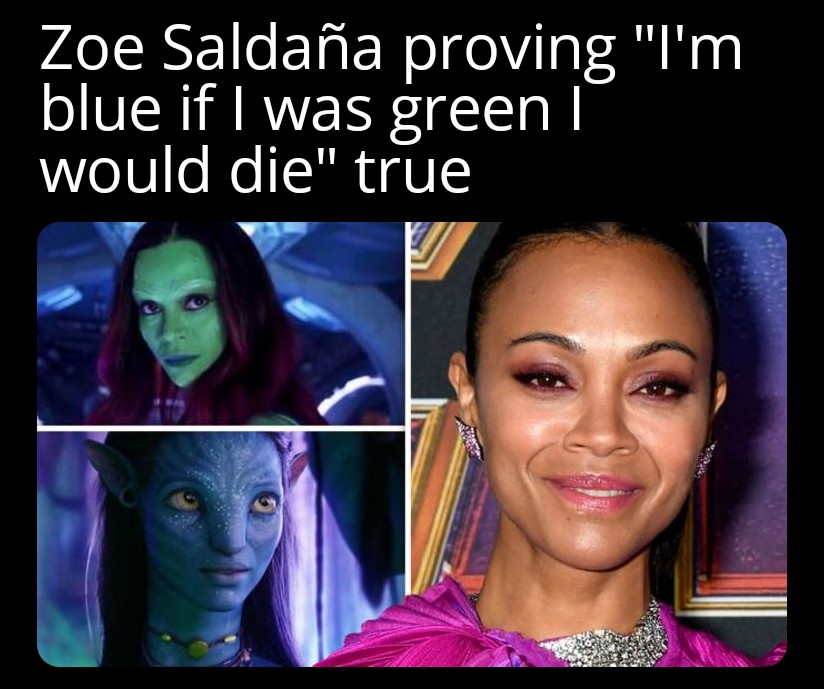 Zoe Saldaña proving "I'm
blue if I was green I
would die" true